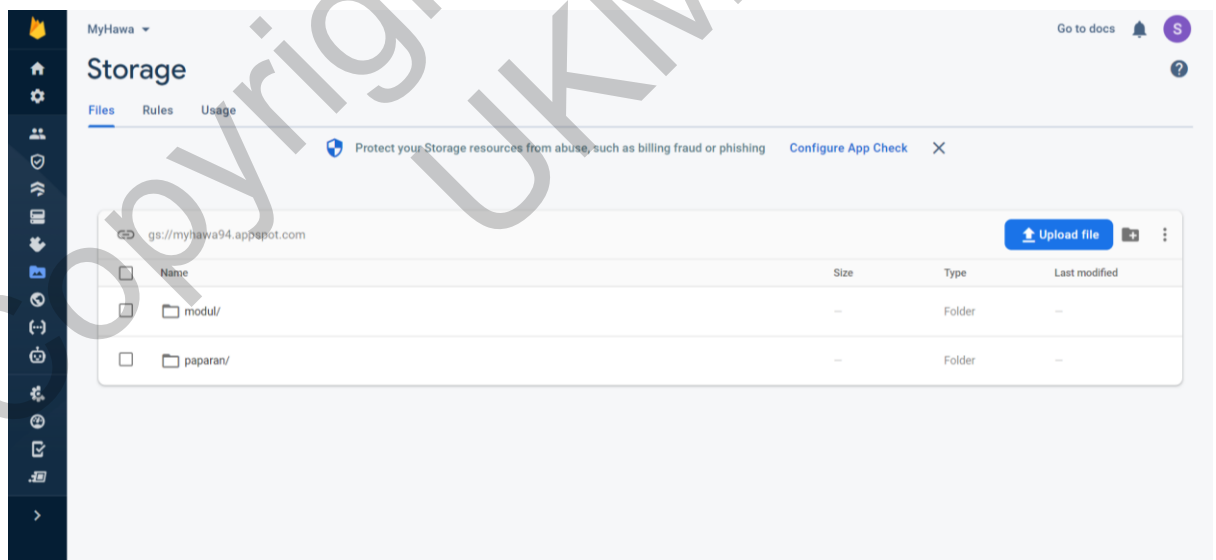 MyHawa
Go to docs
S
Storage
?
Files Rules Usage
Protect your Storage resources from abuse, such as billing fraud or phishing Configure App Check
gs://myhawa94.appspot.com
Upload file
Name Size Type Last modified
modul/ — Folder —
paparan/ — Folder —
Copyrig
UKM